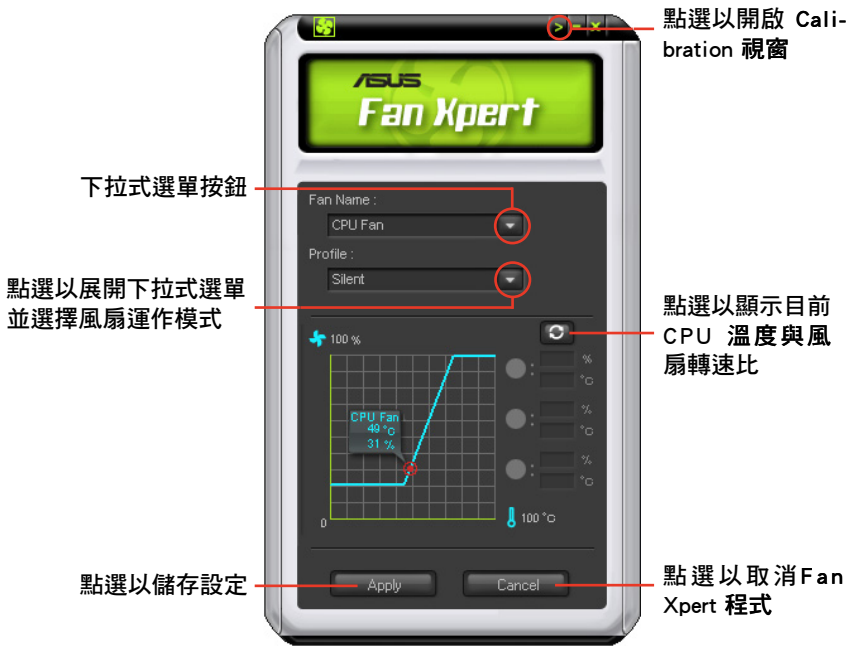 點選以開啟 Cali-
bration 視窗
> - x
ASUS
Fan Xpert
下拉式選單按鈕
Fan Name :
CPU Fan
Profile :
Silent
點選以展開下拉式選單
並選擇風扇運作模式
點選以顯示目前
CPU 溫度與風
扇轉速比
100 %
: %
°C
CPU Fan
49 °C
31 %
: %
°C
: %
°C
0
100 °C
點選以儲存設定
Apply
Cancel
點選以取消Fan
Xpert 程式